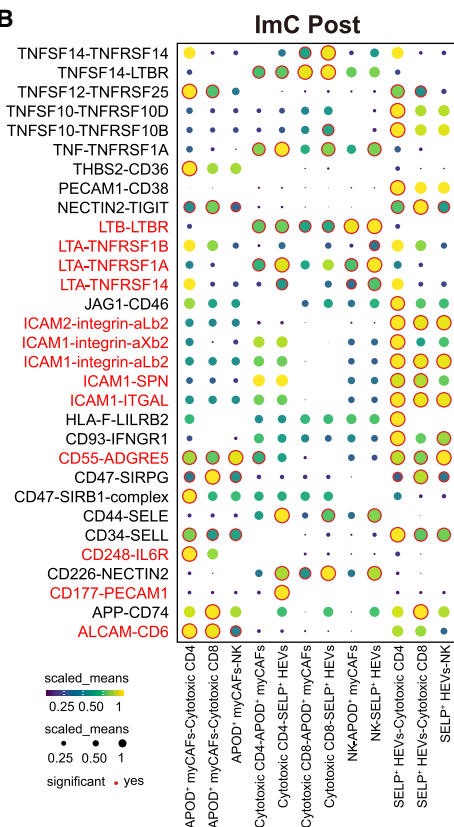 B
ImC Post
TNFSF14-TNFRSF14
TNFSF14-LTBR
TNFSF12-TNFRSF25
TNFSF10-TNFRSF10D
TNFSF10-TNFRSF10B
TNF-TNFRSF1A
THBS2-CD36
PECAM1-CD38
NECTIN2-TIGIT
LTB-LTBR
LTA-TNFRSF1B
LTA-TNFRSF1A
LTA-TNFRSF14
JAG1-CD46
ICAM2-integrin-aLb2
ICAM1-integrin-aXb2
ICAM1-integrin-aLb2
ICAM1-SPN
ICAM1-ITGAL
HLA-F-LILRB2
CD93-IFNGR1
CD55-ADGRE5
CD47-SIRPG
CD47-SIRB1-complex
CD44-SELE
CD34-SELL
CD248-IL6R
CD226-NECTIN2
CD177-PECAM1
APP-CD74
ALCAM-CD6
APOD⁺ myCAFs-Cytotoxic CD4
APOD⁺ myCAFs-Cytotoxic CD8
APOD⁺ myCAFs-NK
Cytotoxic CD4-APOD⁺ myCAFs
Cytotoxic CD4-SELP⁺ HEVs
Cytotoxic CD8-APOD⁺ myCAFs
Cytotoxic CD8-SELP⁺ HEVs
NK-APOD⁺ myCAFs
NK-SELP⁺ HEVs
SELP⁺ HEVs-Cytotoxic CD4
SELP⁺ HEVs-Cytotoxic CD8
SELP⁺ HEVs-NK
scaled_means
0.25 0.50 1
scaled_means
0.25 0.50 1
significant yes